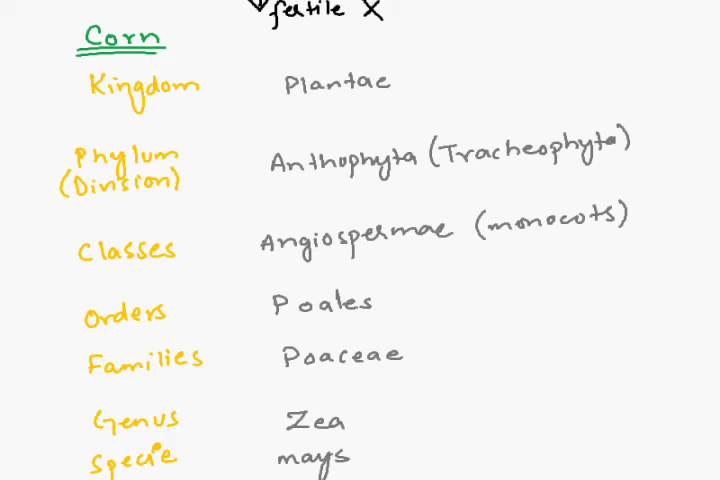 fertile X
Corn
Kingdom Plantae
Phylum Anthophyta (Tracheophyta)
(Division)
Classes Angiospermae (monocots)
Orders Poales
Families Poaceae
Genus Zea
Specie mays